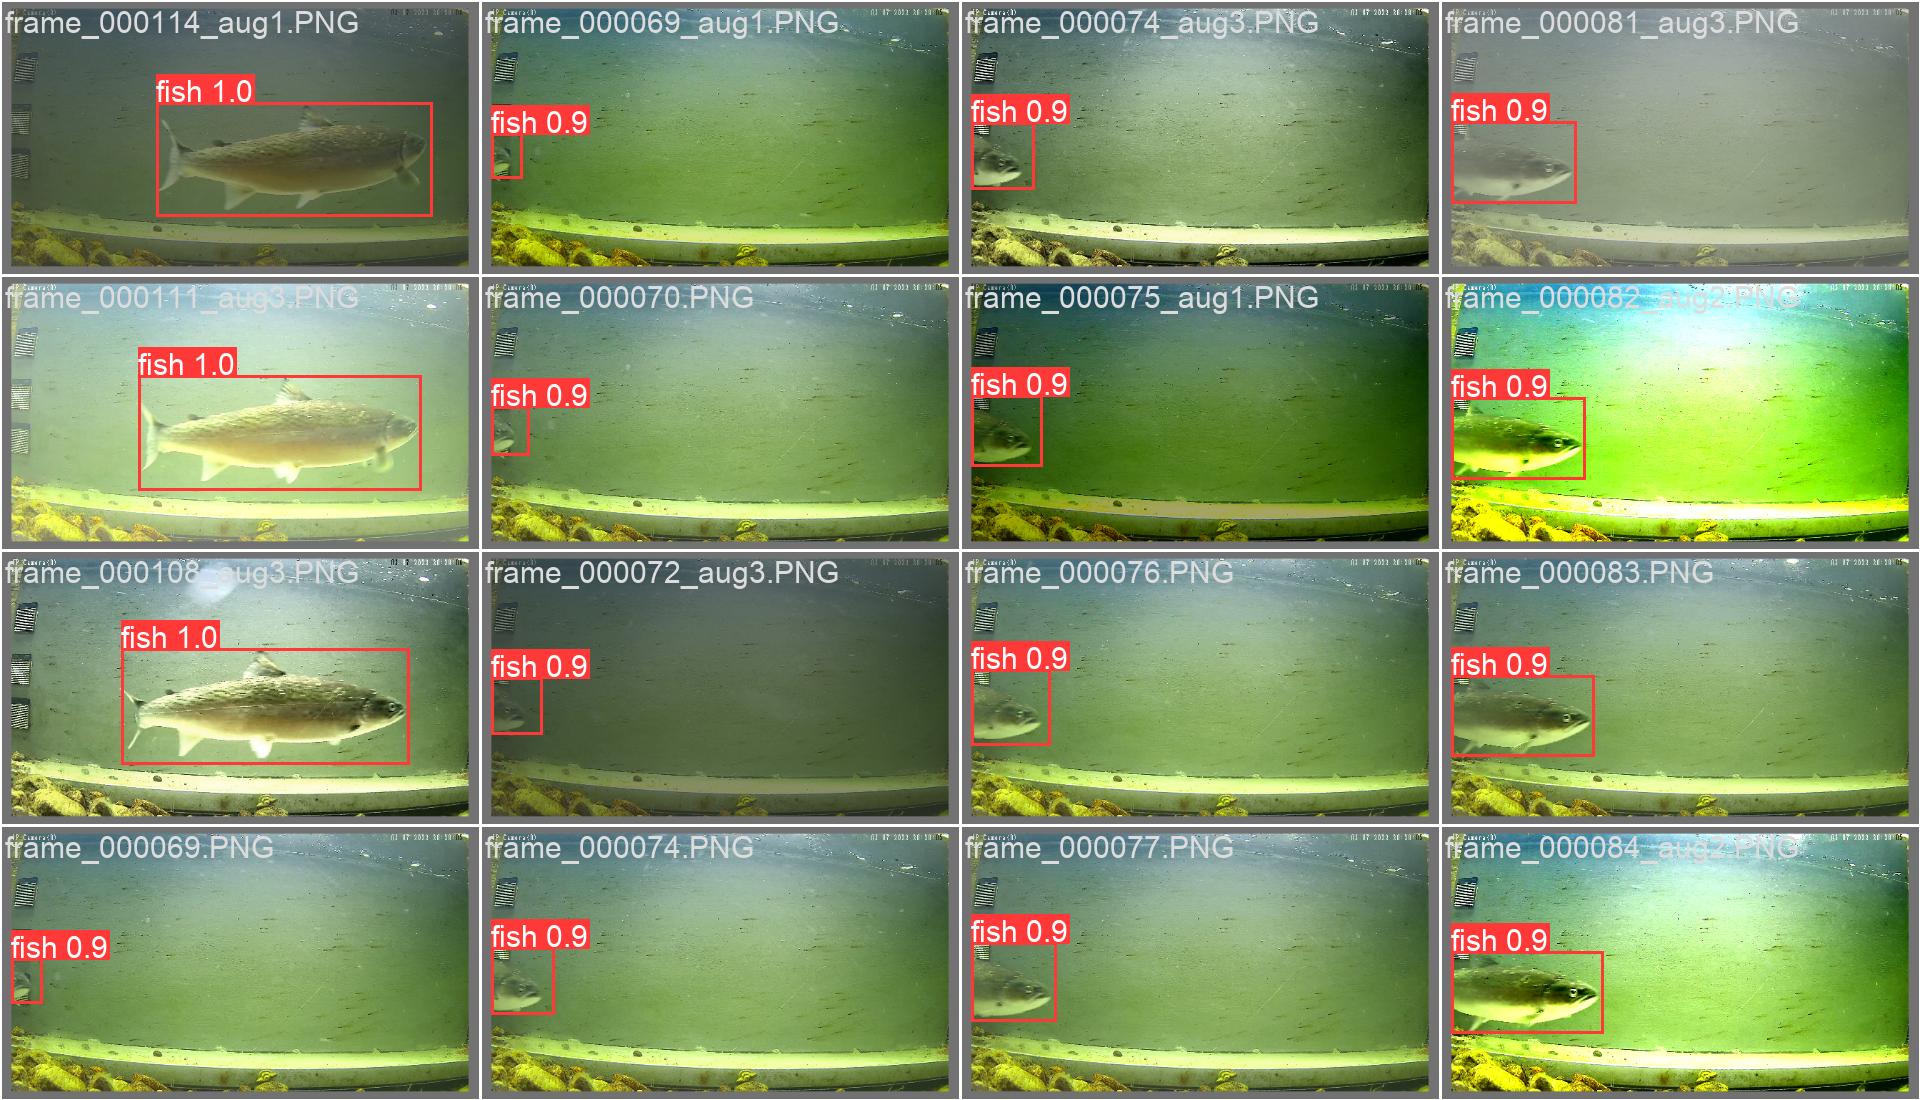 frame_000114_aug1.PNG
fish 1.0
frame_000069_aug1.PNG
fish 0.9
frame_000074_aug3.PNG
fish 0.9
frame_000081_aug3.PNG
fish 0.9
frame_000111_aug3.PNG
fish 1.0
frame_000070.PNG
fish 0.9
frame_000075_aug1.PNG
fish 0.9
frame_000082_aug2.PNG
fish 0.9
frame_000108_aug3.PNG
fish 1.0
frame_000072_aug3.PNG
fish 0.9
frame_000076.PNG
fish 0.9
frame_000083.PNG
fish 0.9
frame_000069.PNG
fish 0.9
frame_000074.PNG
fish 0.9
frame_000077.PNG
fish 0.9
frame_000084_aug2.PNG
fish 0.9